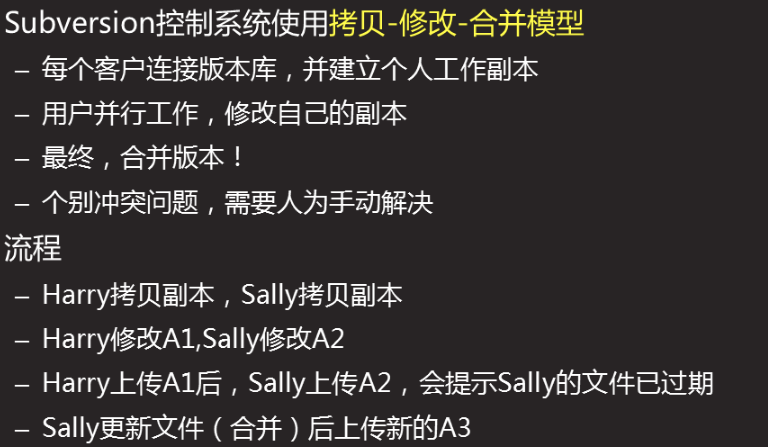 Subversion控制系统使用拷贝-修改-合并模型
– 每个客户连接版本库，并建立个人工作副本
– 用户并行工作，修改自己的副本
– 最终，合并版本！
– 个别冲突问题，需要人为手动解决
流程
– Harry拷贝副本，Sally拷贝副本
– Harry修改A1,Sally修改A2
– Harry上传A1后，Sally上传A2，会提示Sally的文件已过期
– Sally更新文件（合并）后上传新的A3